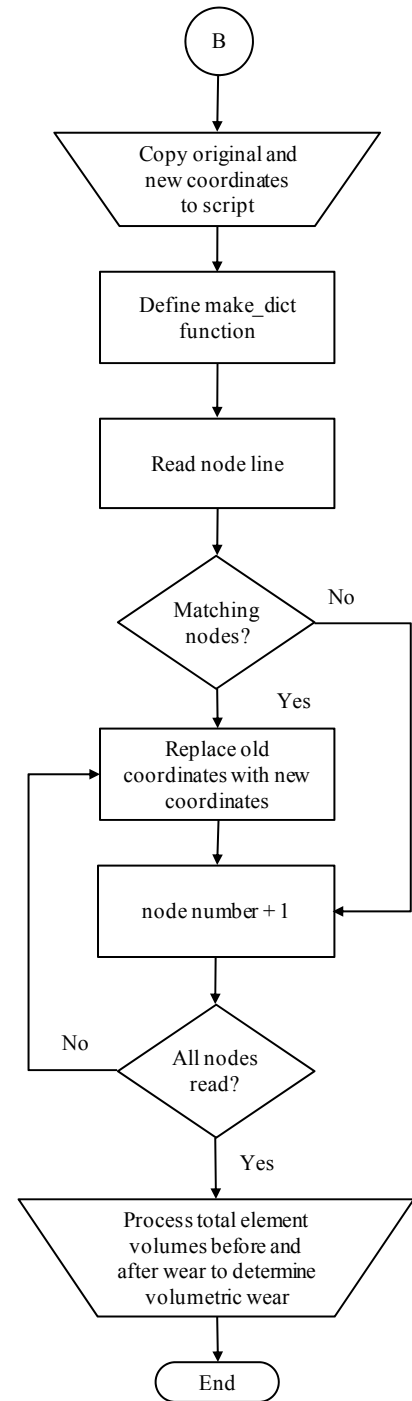 B
Copy original and
new coordinates
to script
Define make_dict
function
Read node line
Matching
nodes?
No
Yes
Replace old
coordinates with new
coordinates
node number + 1
No
All nodes
read?
Yes
Process total element
volumes before and
after wear to determine
volumetric wear
End